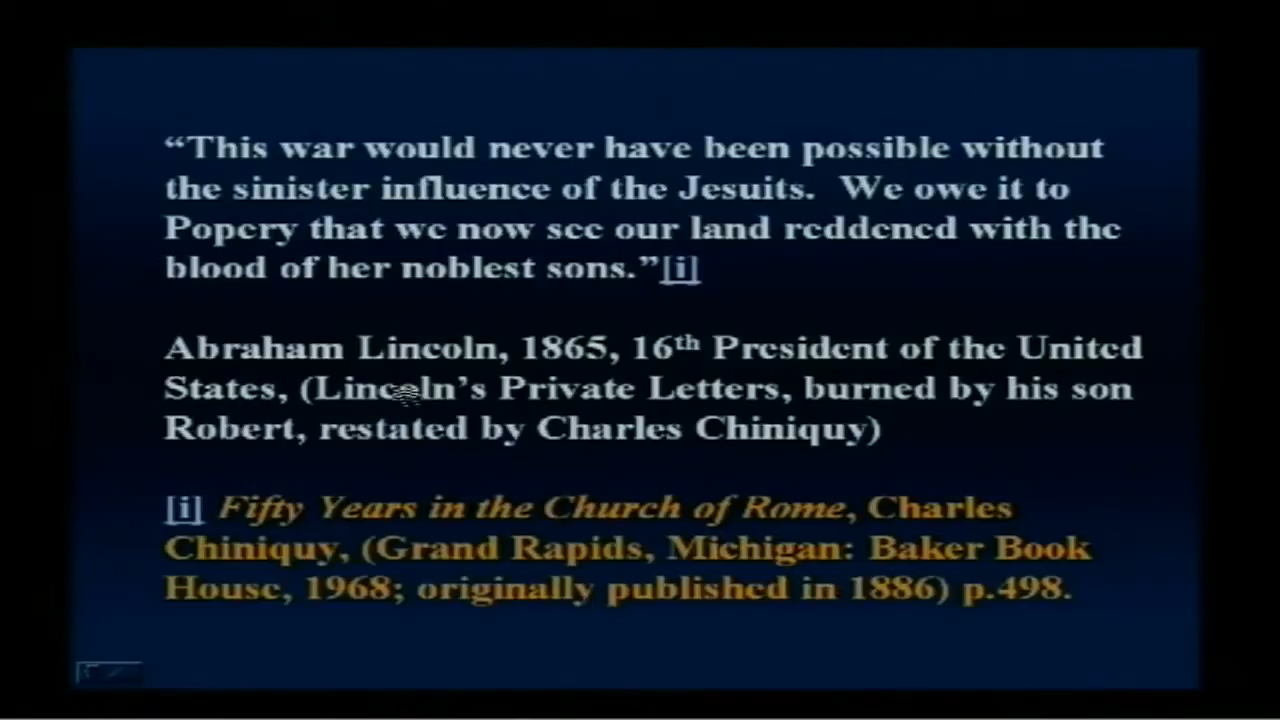 “This war would never have been possible without
the sinister influence of the Jesuits. We owe it to
Popery that we now see our land reddened with the
blood of her noblest sons.”[i]
Abraham Lincoln, 1865, 16th President of the United
States, (Lincoln’s Private Letters, burned by his son
Robert, restated by Charles Chiniquy)
[i] Fifty Years in the Church of Rome, Charles
Chiniquy, (Grand Rapids, Michigan: Baker Book
House, 1968; originally published in 1886) p.498.